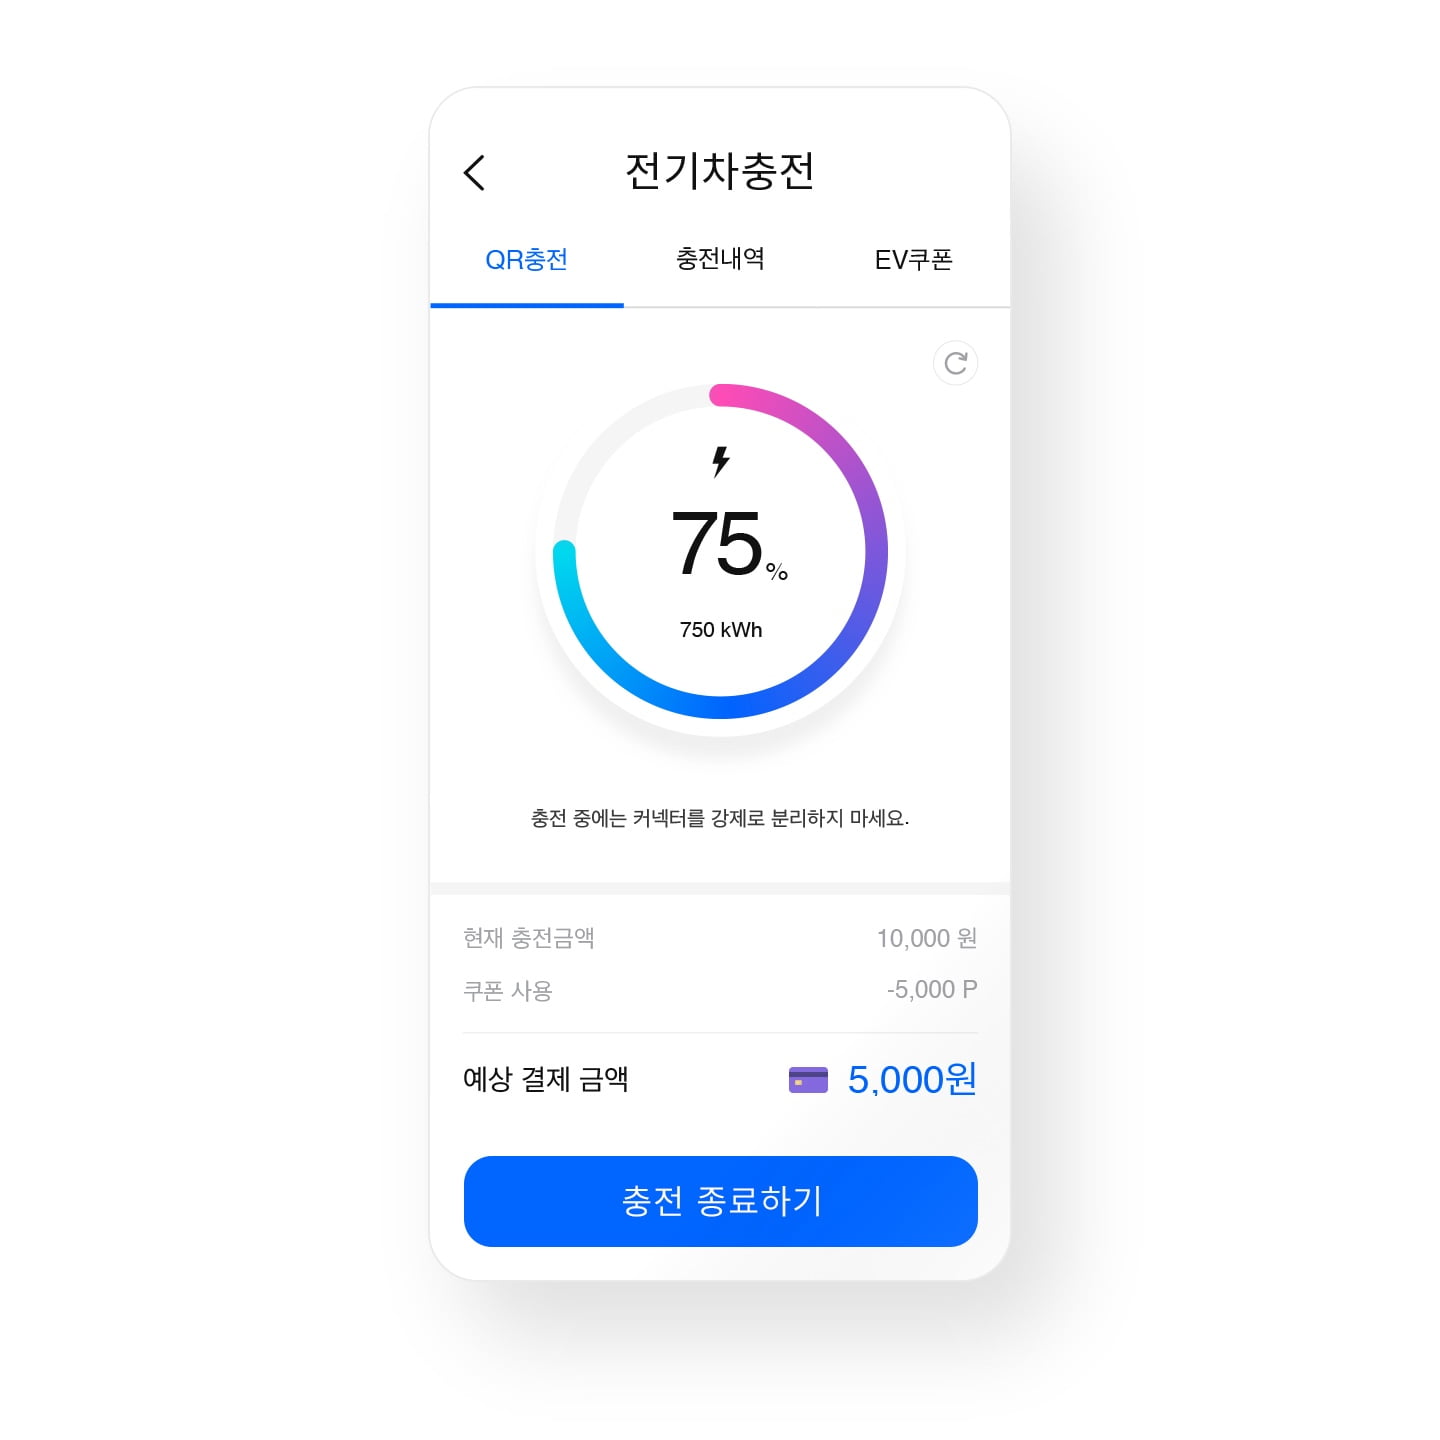 전기차충전
QR충전 충전내역 EV쿠폰
75%
750 kWh
충전 중에는 커넥터를 강제로 분리하지 마세요.
현재 충전금액 10,000 원
쿠폰 사용 -5,000 P
예상 결제 금액 5,000원
충전 종료하기